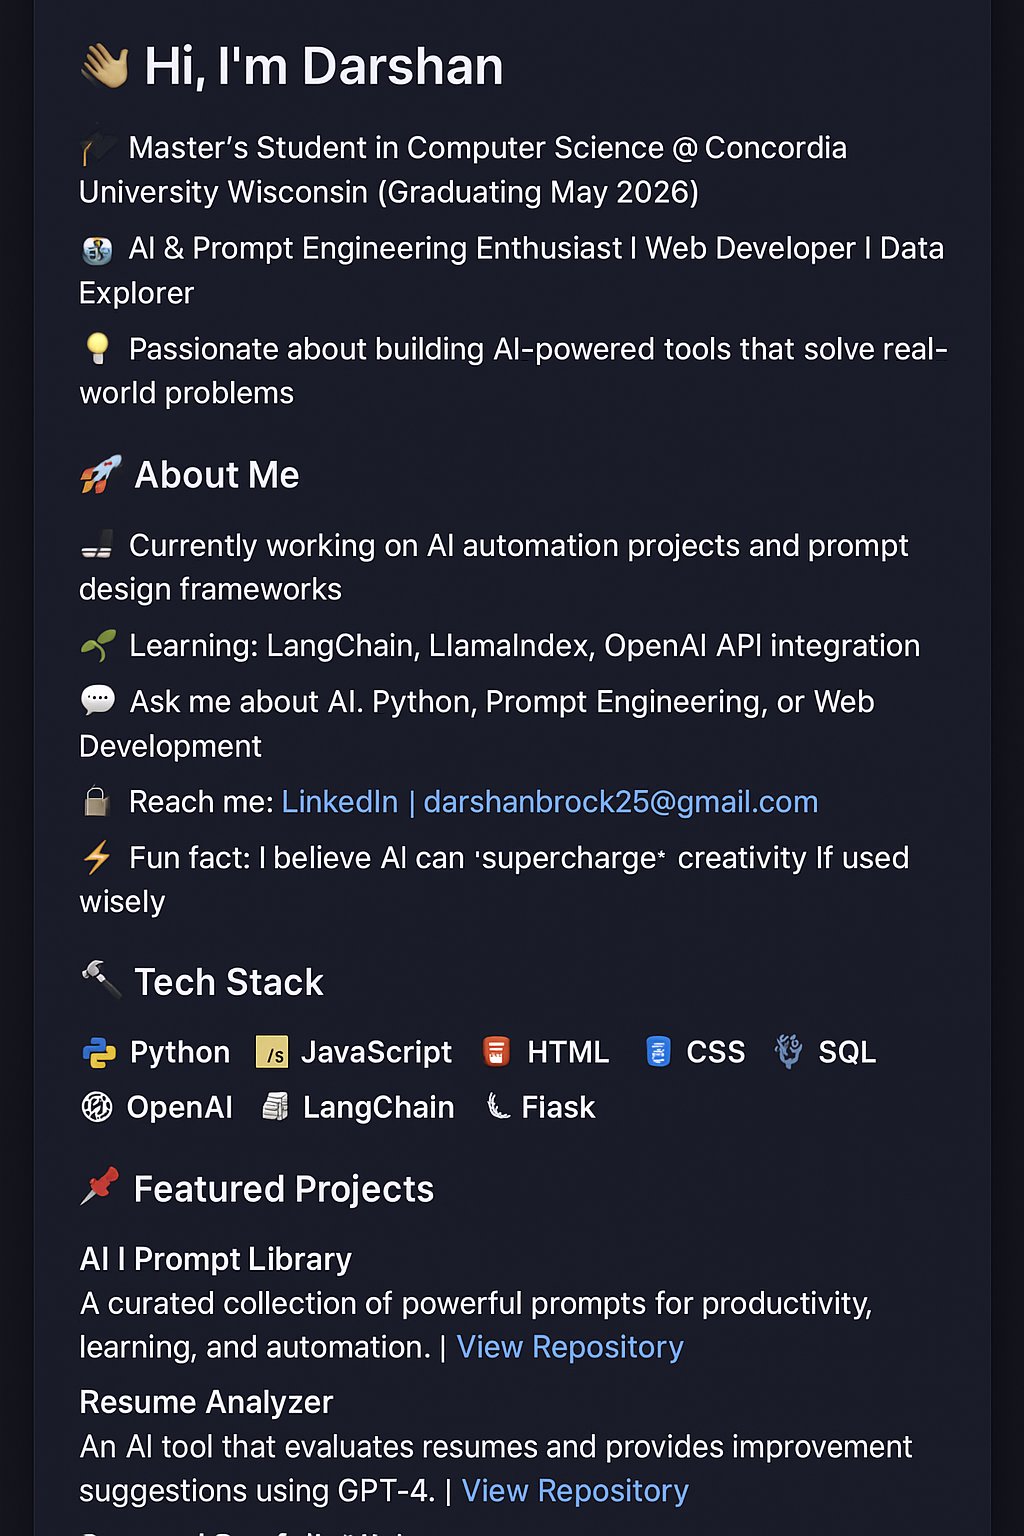 👋 Hi, I'm Darshan
🎓 Master’s Student in Computer Science @ Concordia
University Wisconsin (Graduating May 2026)
AI & Prompt Engineering Enthusiast I Web Developer I Data
Explorer
💡 Passionate about building AI-powered tools that solve real-
world problems
🚀 About Me
Currently working on AI automation projects and prompt
design frameworks
🌱 Learning: LangChain, LlamaIndex, OpenAI API integration
💬 Ask me about AI. Python, Prompt Engineering, or Web
Development
Reach me: LinkedIn | darshanbrock25@gmail.com
⚡ Fun fact: I believe AI can 'supercharge* creativity If used
wisely
🔨 Tech Stack
Python /s JavaScript HTML CSS SQL
OpenAI LangChain Fiask
📌 Featured Projects
AI I Prompt Library
A curated collection of powerful prompts for productivity,
learning, and automation. | View Repository
Resume Analyzer
An AI tool that evaluates resumes and provides improvement
suggestions using GPT-4. | View Repository